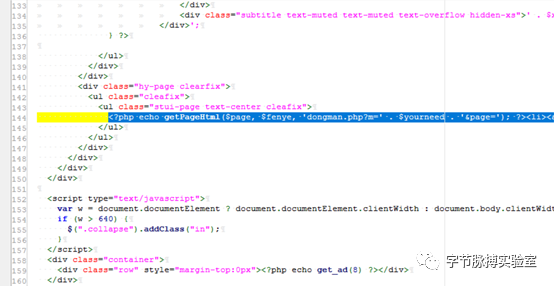 133 </div>
134 <div class="subtitle text-muted text-muted text-overflow hidden-xs">' . $
135 </div>';
136 } ?>
137
138 </ul>
139 </div>
140 </div>
141 <div class="hy-page clearfix">
142 <ul class="cleafix">
143 <ul class="stui-page text-center cleafix">
144 <?php echo getPageHtml($page, $fenye, 'dongman.php?m=' . $yourneed . '&page='); ?><li><
145 </ul>
146 </ul>
147 </div>
148 </div>
149 </div>
150 </div>
151
152 <script type="text/javascript">
153 var w = document.documentElement ? document.documentElement.clientWidth : document.body.clientWid
154 if (w > 640) {
155 $(".collapse").addClass("in");
156 }
157 </script>
158 <div class="container">
159 <div class="row" style="margin-top:0px"><?php echo get_ad(8) ?></div>
160 </div>
字节脉搏实验室